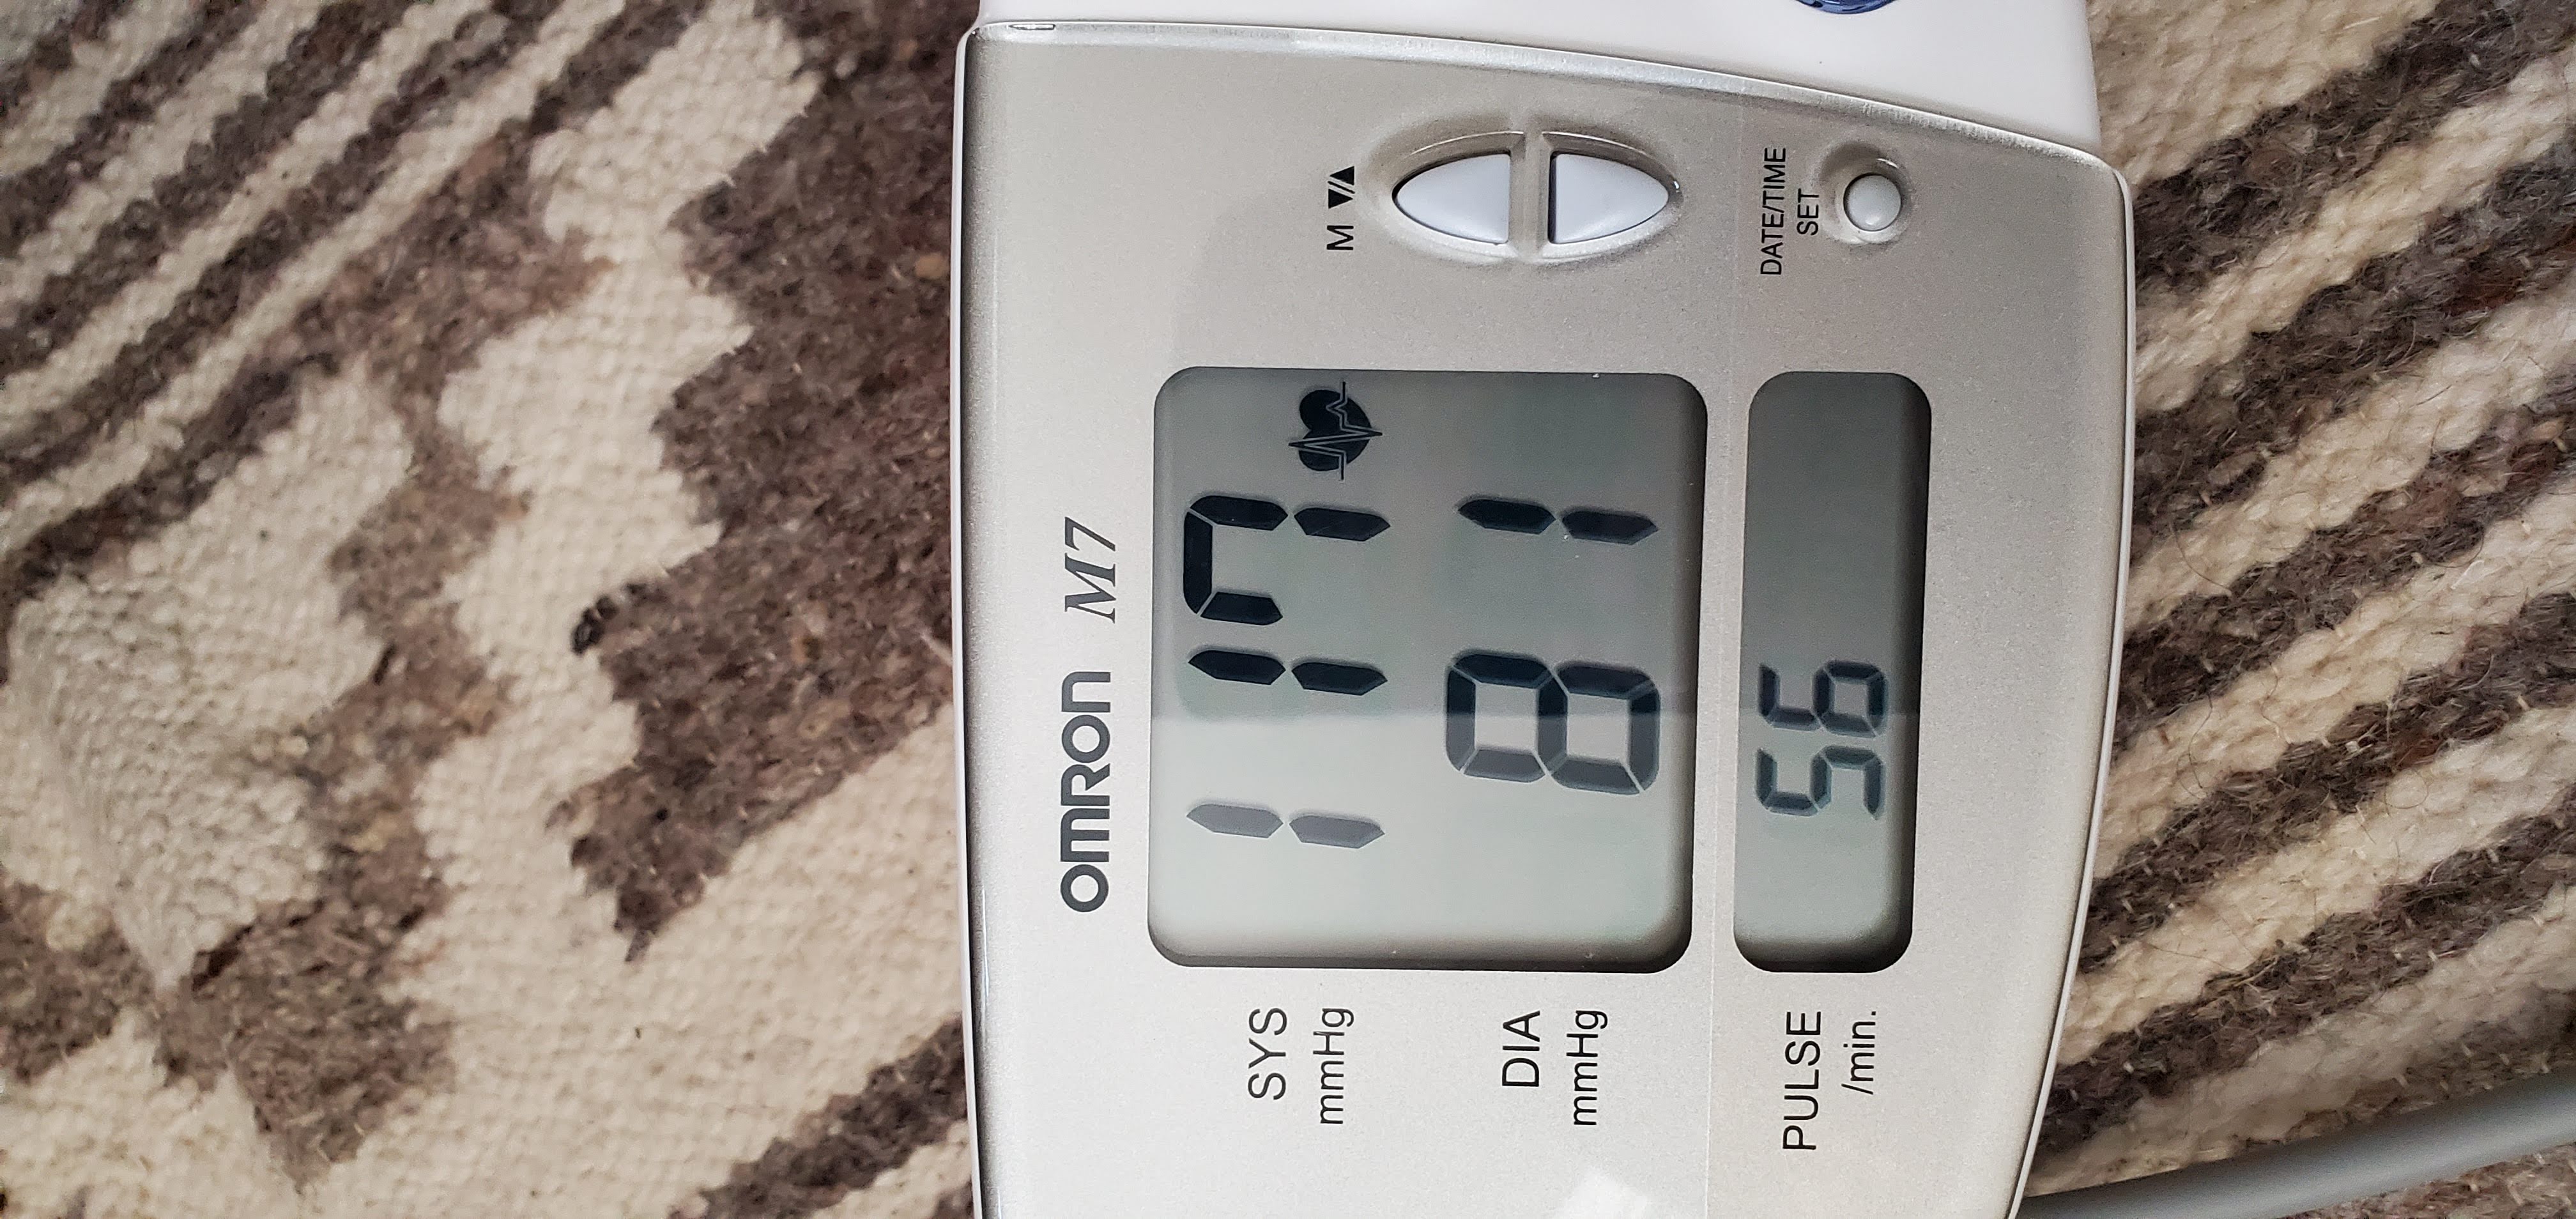 OMRON M7
SYS
mmHg
117
M
DIA
mmHg
81
PULSE
/min.
56
DATE/TIME
SET